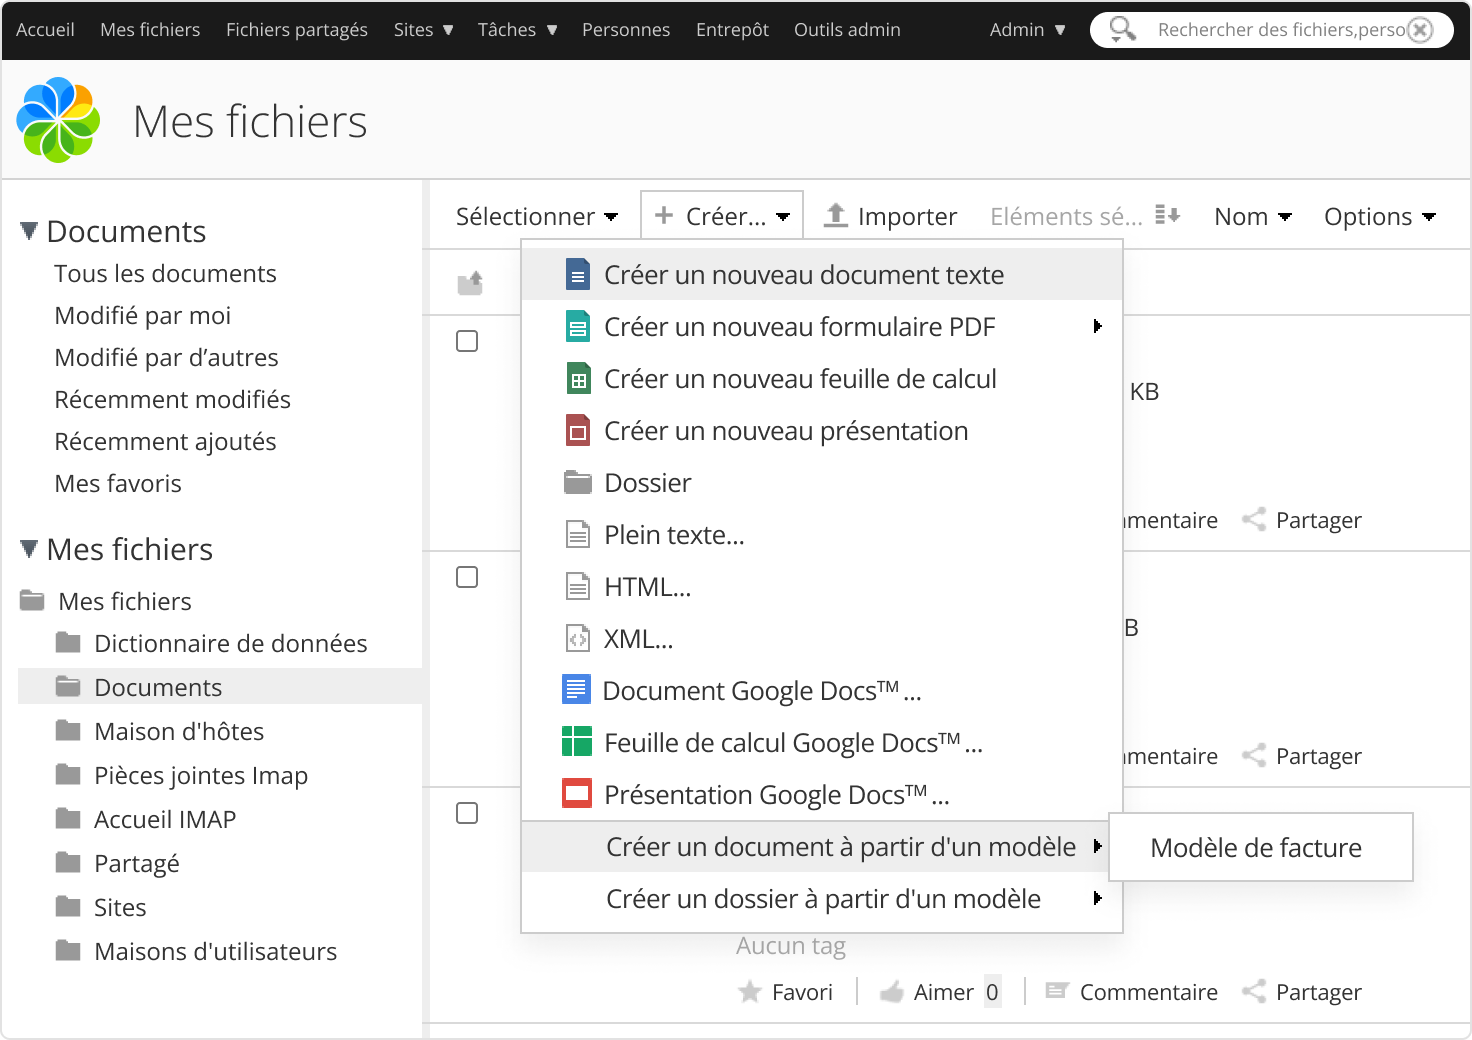 Accueil Mes fichiers Fichiers partagés Sites Tâches Personnes Entrepôt Outils admin Admin Rechercher des fichiers,perso
Mes fichiers
Sélectionner Créer... Importer Eléments sé... Nom Options
Documents
Tous les documents
Modifié par moi
Modifié par d’autres
Récemment modifiés
Récemment ajoutés
Mes favoris
Mes fichiers
Mes fichiers
Dictionnaire de données
Documents
Maison d'hôtes
Pièces jointes Imap
Accueil IMAP
Partagé
Sites
Maisons d'utilisateurs
Créer un nouveau document texte
Créer un nouveau formulaire PDF
Créer un nouveau feuille de calcul
Créer un nouveau présentation
Dossier
Plein texte...
HTML...
XML...
Document Google Docs™ ...
Feuille de calcul Google Docs™ ...
Présentation Google Docs™ ...
Créer un document à partir d'un modèle
Créer un dossier à partir d'un modèle
Modèle de facture
KB
mentaire Partager
B
mentaire Partager
Aucun tag
Favori Aimer 0 Commentaire Partager